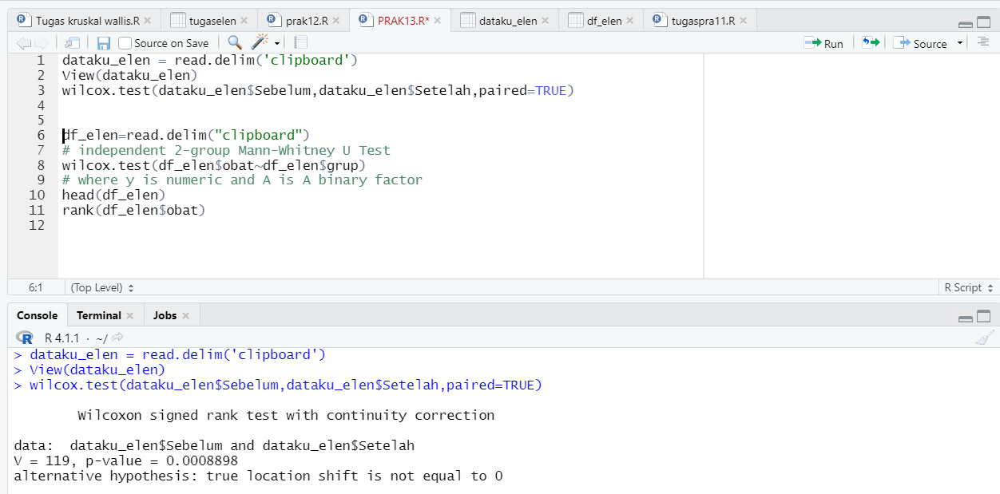 Tugas kruskal wallis.R
tugaselen
prak12.R
PRAK13.R*
dataku_elen
df_elen
tugaspra11.R
Source on Save
Run
Source
1 dataku_elen = read.delim('clipboard')
2 View(dataku_elen)
3 wilcox.test(dataku_elen$Sebelum,dataku_elen$Setelah,paired=TRUE)
4
5
6 df_elen=read.delim("clipboard")
7 # independent 2-group Mann-Whitney U Test
8 wilcox.test(df_elen$obat~df_elen$grup)
9 # where y is numeric and A is A binary factor
10 head(df_elen)
11 rank(df_elen$obat)
12
6:1 (Top Level) R Script
Console Terminal Jobs
R R 4.1.1 · ~/
> dataku_elen = read.delim('clipboard')
> View(dataku_elen)
> wilcox.test(dataku_elen$Sebelum,dataku_elen$Setelah,paired=TRUE)
Wilcoxon signed rank test with continuity correction
data: dataku_elen$Sebelum and dataku_elen$Setelah
V = 119, p-value = 0.0008898
alternative hypothesis: true location shift is not equal to 0